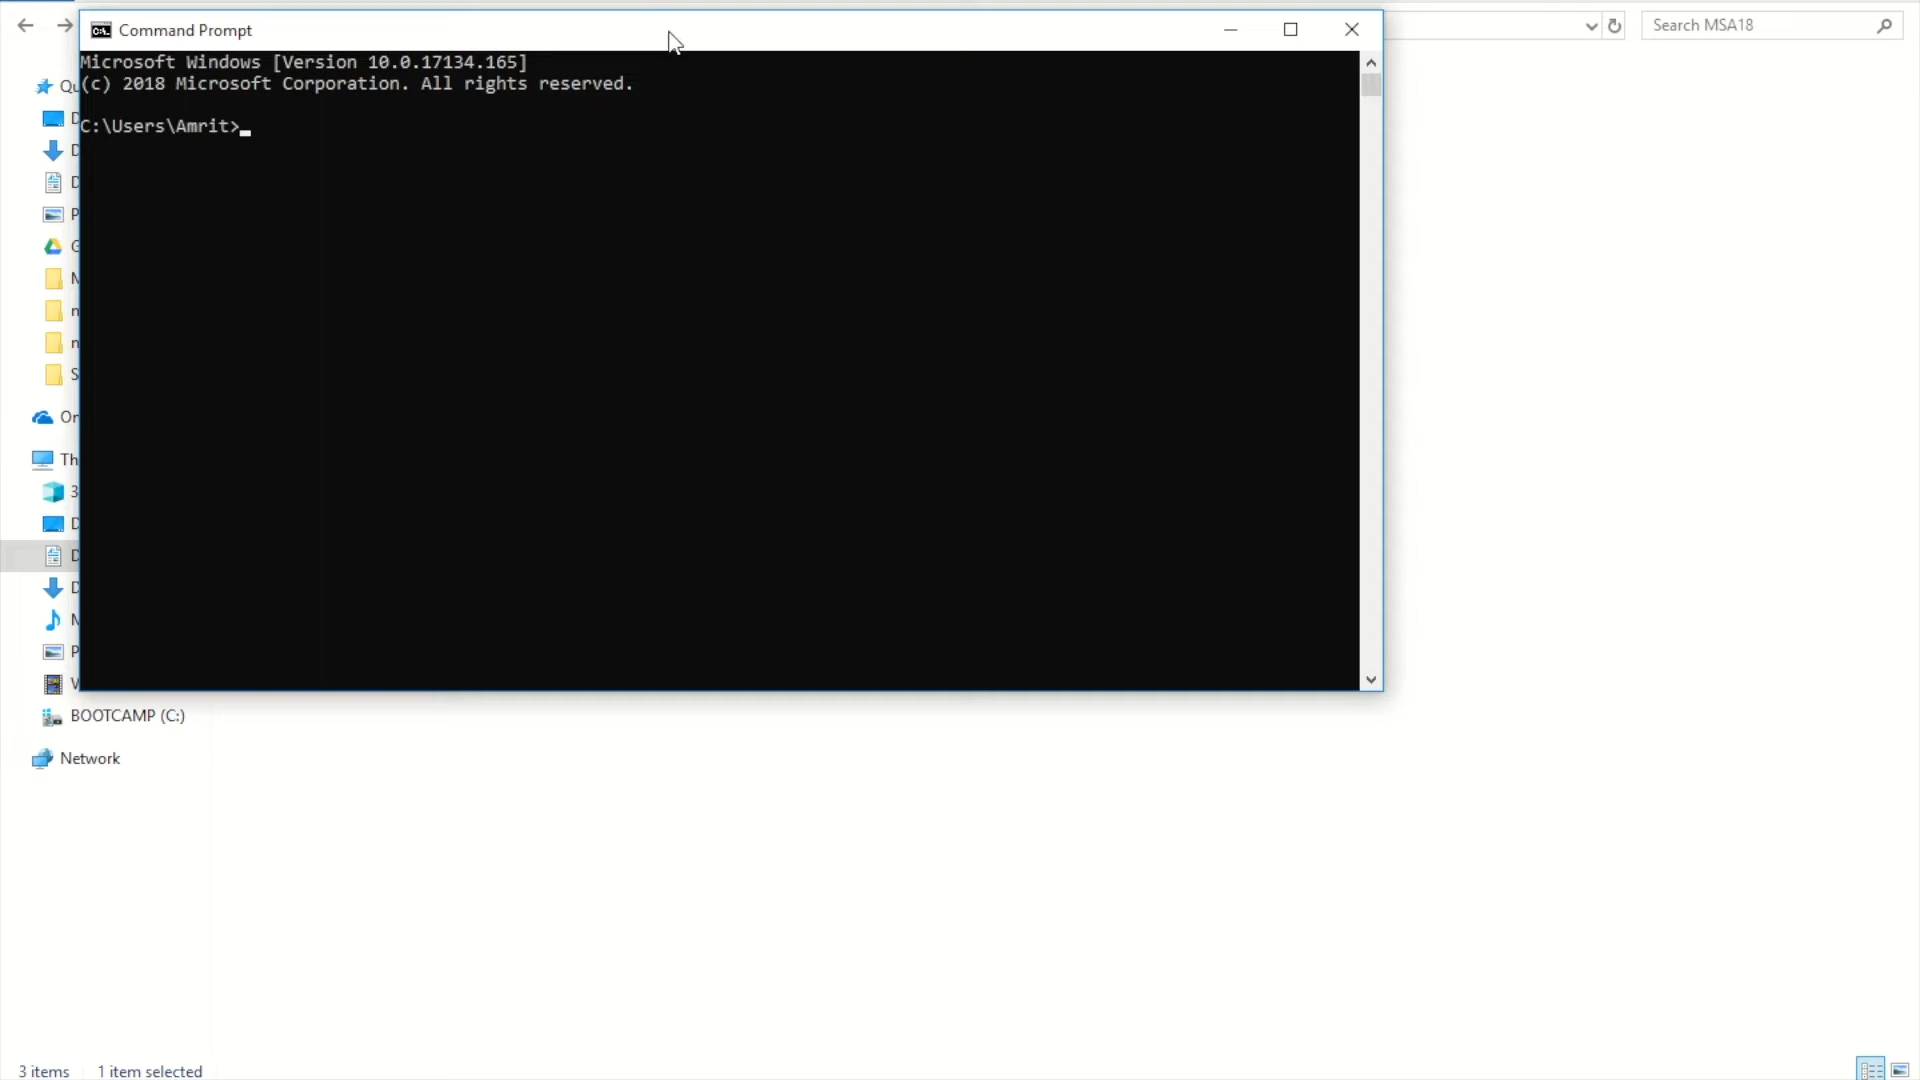 Command Prompt
Search MSA18
Microsoft Windows [Version 10.0.17134.165]
(c) 2018 Microsoft Corporation. All rights reserved.
C:\Users\Amrit>
BOOTCAMP (C:)
Network
3 items
1 item selected